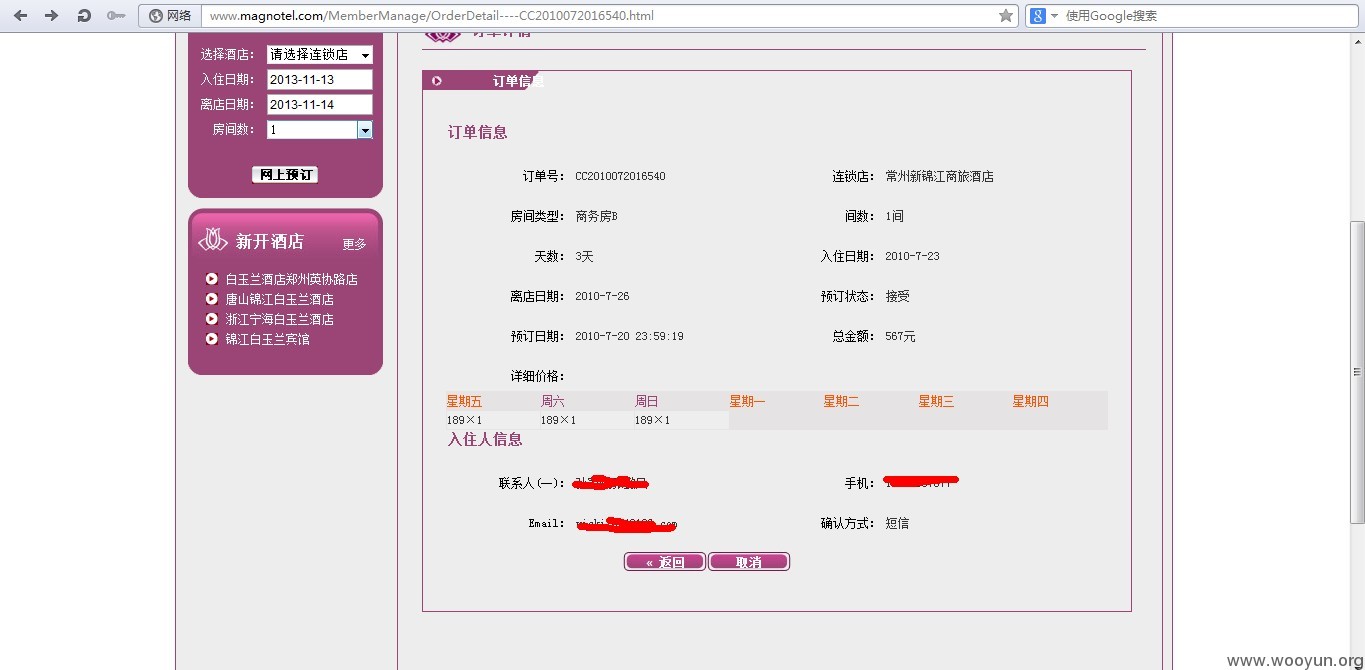 网络 www.magnotel.com/MemberManage/OrderDetail----CC2010072016540.html 使用Google搜索
选择酒店： 请选择连锁店
入住日期： 2013-11-13
离店日期： 2013-11-14
房间数： 1
网上预订
新开酒店 更多
白玉兰酒店郑州英协路店
唐山锦江白玉兰酒店
浙江宁海白玉兰酒店
锦江白玉兰宾馆
订单详情
订单信息
订单信息
订单号： CC2010072016540 连锁店： 常州新锦江商旅酒店
房间类型： 商务房B 间数： 1间
天数： 3天 入住日期： 2010-7-23
离店日期： 2010-7-26 预订状态： 接受
预订日期： 2010-7-20 23:59:19 总金额： 567元
详细价格：
星期五 周六 周日 星期一 星期二 星期三 星期四
189×1 189×1 189×1
入住人信息
联系人(一)： 手机：
Email： 确认方式： 短信
« 返回 取消
www.wooyun.org